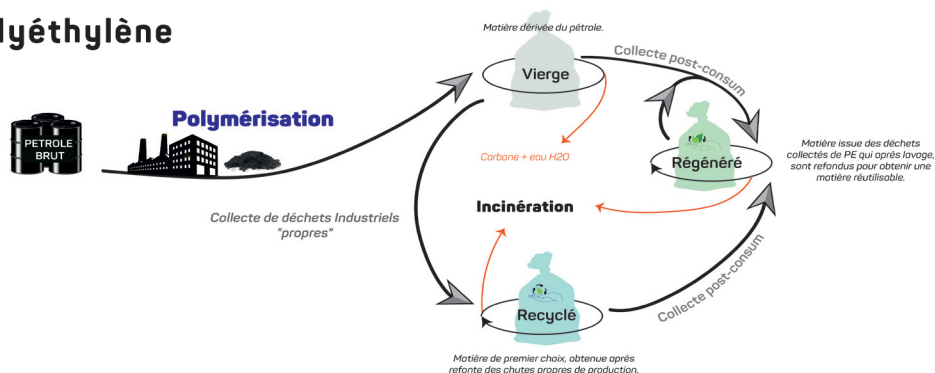 lyéthylène
Matière dérivée du pétrole.
Vierge
Collecte post-consum
Polymérisation
PETROLE
BRUT
Carbone + eau H2O
Régénéré
Matière issue des déchets
collectés de PE qui après lavage,
sont refondus pour obtenir une
matière réutilisable.
Collecte de déchets Industriels
"propres"
Incinération
Collecte post-consum
Recyclé
Matière de premier choix, obtenue après
refonte des chutes propres de production.